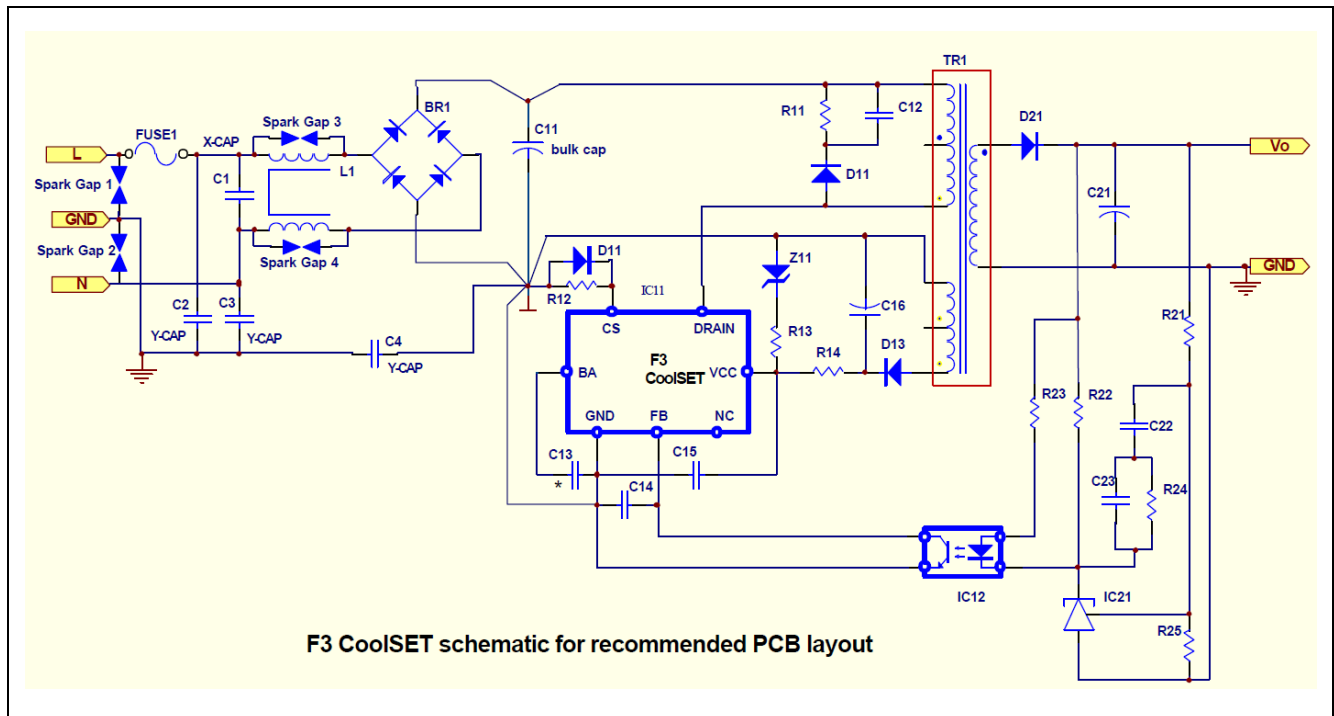 TR1
BR1
R11
C12
D21
FUSE1
Spark Gap 3
X-CAP
C11
bulk cap
L
Vo
L1
Spark Gap 1
C1
D11
C21
GND
Spark Gap 2
D11
Z11
Spark Gap 4
GND
N
R12
IC11
C16
C2
C3
CS
DRAIN
R21
Y-CAP
Y-CAP
C4
Y-CAP
R13
R14
D13
F3
CoolSET
BA
VCC
R23
R22
GND
FB
NC
C22
C13
C15
*
C14
C23
R24
IC12
IC21
R25
F3 CoolSET schematic for recommended PCB layout